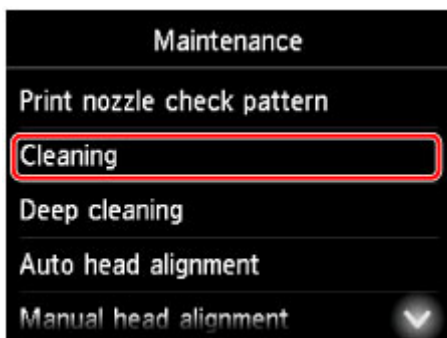 Maintenance
Print nozzle check pattern
Cleaning
Deep cleaning
Auto head alignment
Manual head alignment